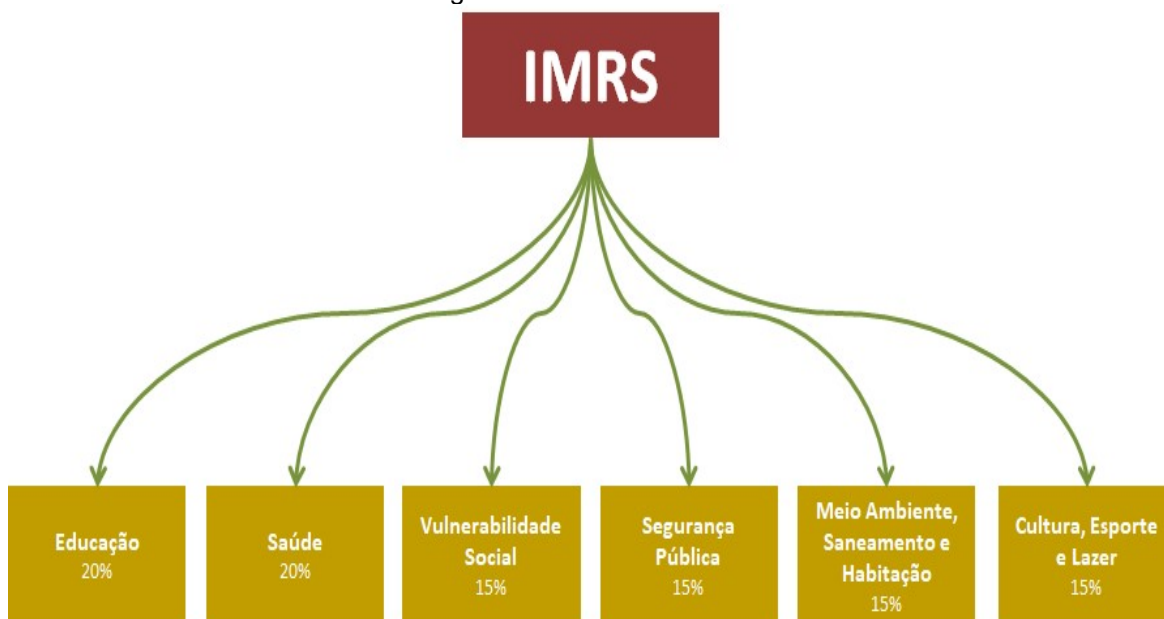 IMRS
Educação
20%
Saúde
20%
Vulnerabilidade
Social
15%
Segurança
Pública
15%
Meio Ambiente,
Saneamento e
Habitação
15%
Cultura, Esporte
e Lazer
15%